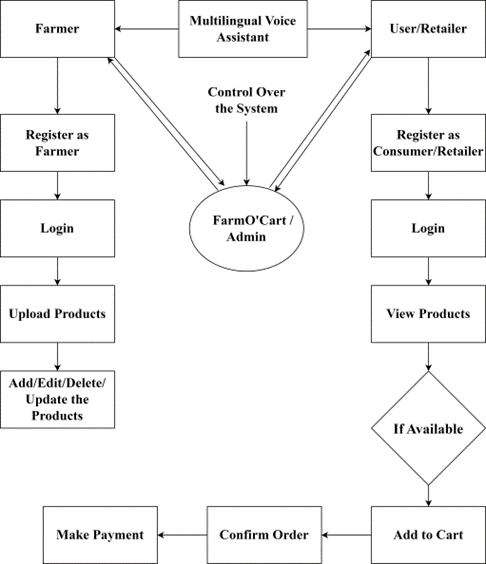 Farmer
Multilingual Voice
Assistant
User/Retailer
Control Over
the System
Register as
Farmer
Register as
Consumer/Retailer
Login
FarmO'Cart /
Admin
Login
Upload Products
View Products
Add/Edit/Delete/
Update the
Products
If Available
Make Payment
Confirm Order
Add to Cart